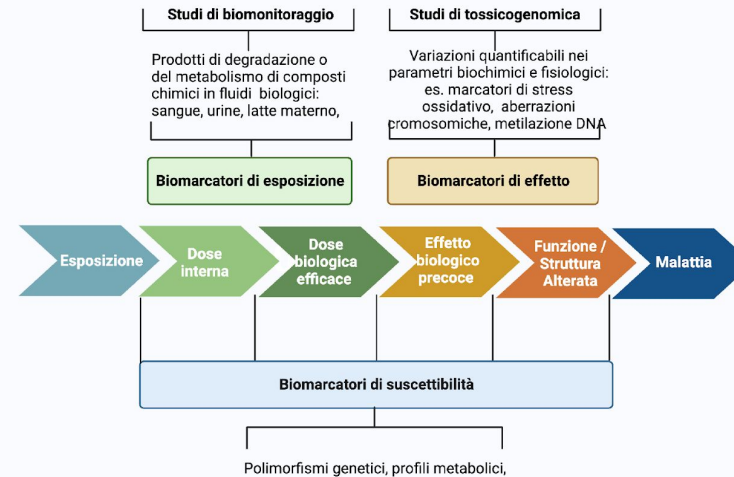 Studi di biomonitoraggio
Studi di tossicogenomica
Prodotti di degradazione o
del metabolismo di composti
chimici in fluidi biologici:
sangue, urine, latte materno,
Variazioni quantificabili nei
parametri biochimici e fisiologici:
es. marcatori di stress
ossidativo, aberrazioni
cromosomiche, metilazione DNA
Biomarcatori di esposizione
Biomarcatori di effetto
Esposizione
Dose
interna
Dose
biologica
efficace
Effetto
biologico
precoce
Funzione /
Struttura
Alterata
Malattia
Biomarcatori di suscettibilità
Polimorfismi genetici, profili metabolici,